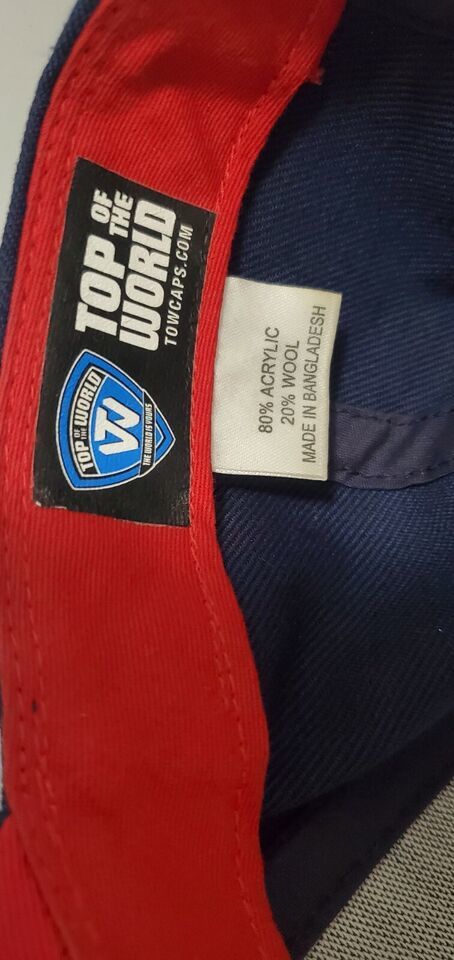 TOP OF THE
WORLD
TOWCAPS.COM
TOP OF THE WORLD
TW
THE WORLD IS YOURS
80% ACRYLIC
20% WOOL
MADE IN BANGLADESH